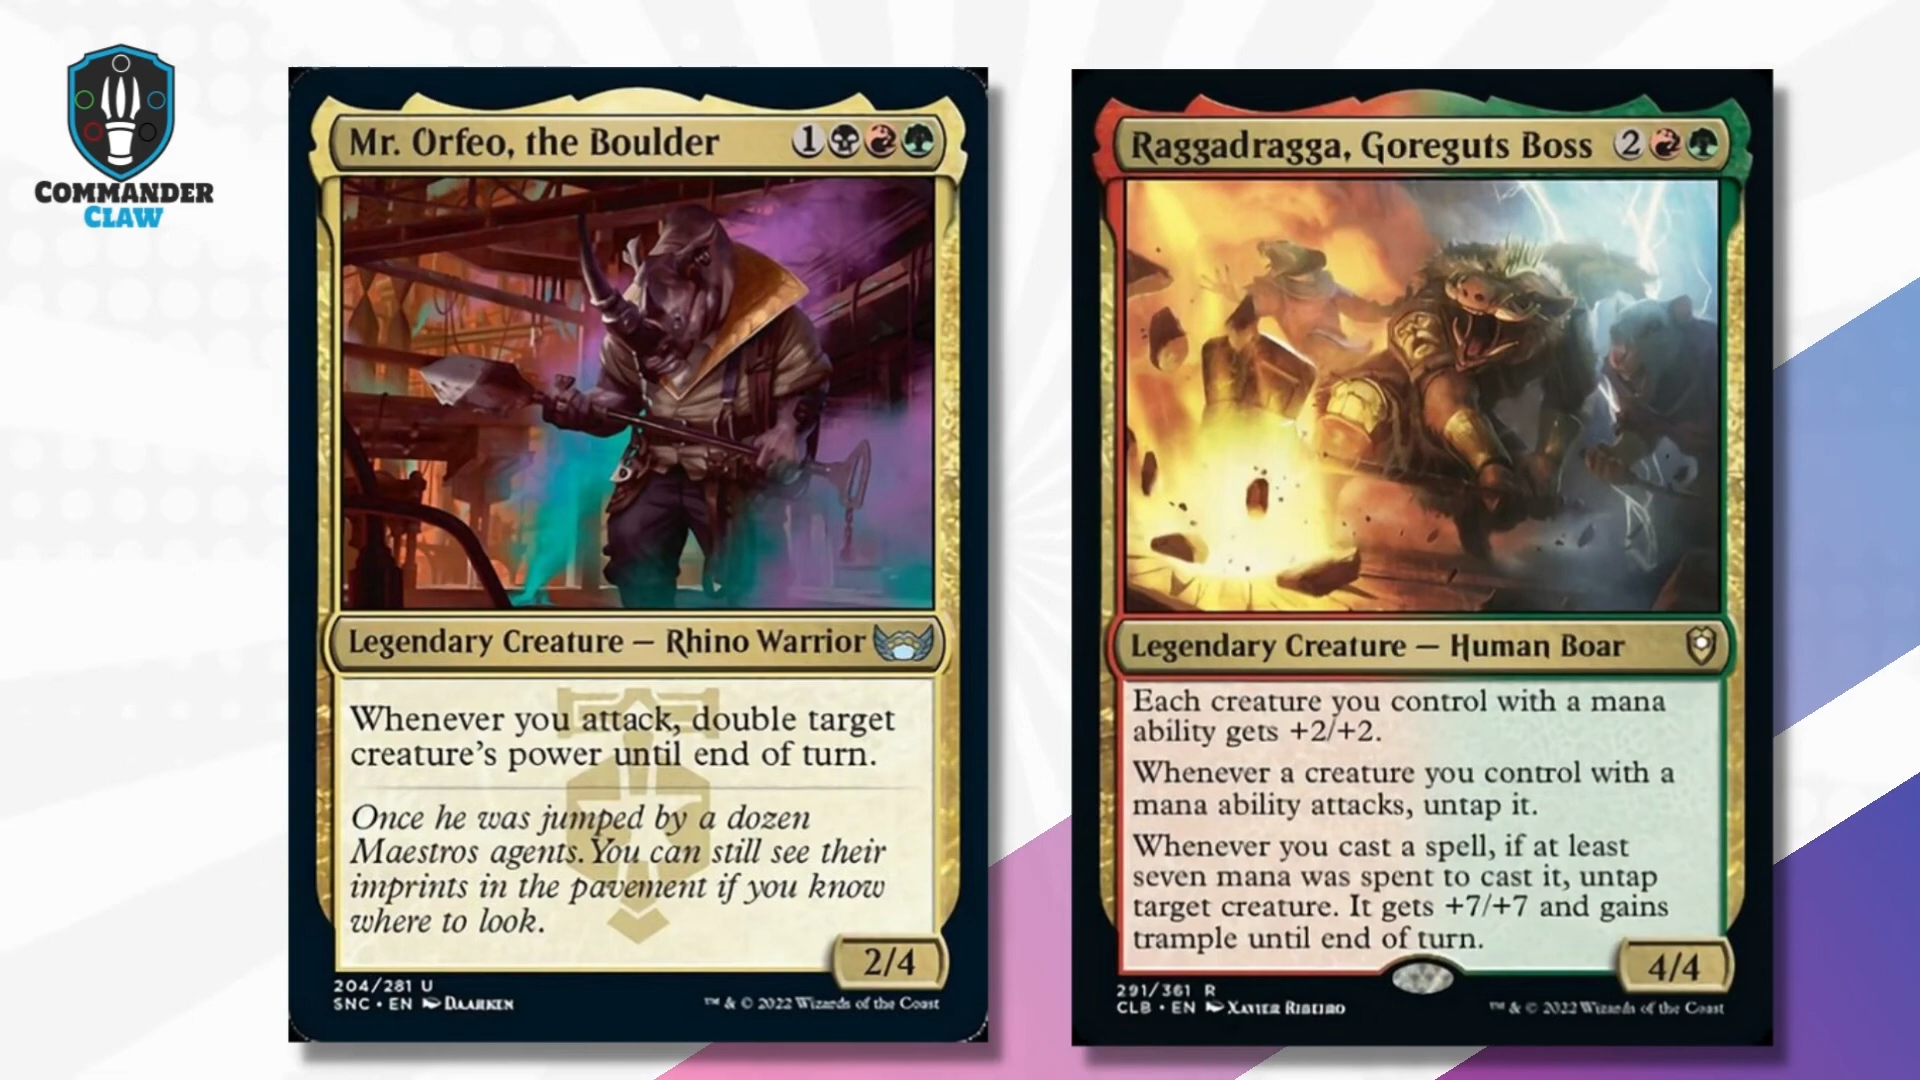 COMMANDER
CLAW
Mr. Orfeo, the Boulder 1
Legendary Creature — Rhino Warrior
Whenever you attack, double target
creature's power until end of turn.
Once he was jumped by a dozen
Maestros agents. You can still see their
imprints in the pavement if you know
where to look.
2/4
204/281 U
SNC • EN DAARKEN
™ & © 2022 Wizards of the Coast
Raggadragga, Goreguts Boss 2
Legendary Creature — Human Boar
Each creature you control with a mana
ability gets +2/+2.
Whenever a creature you control with a
mana ability attacks, untap it.
Whenever you cast a spell, if at least
seven mana was spent to cast it, untap
target creature. It gets +7/+7 and gains
trample until end of turn.
4/4
291/361 R
CLB • EN XAVIER RIBEIRO
™ & © 2022 Wizards of the Coast